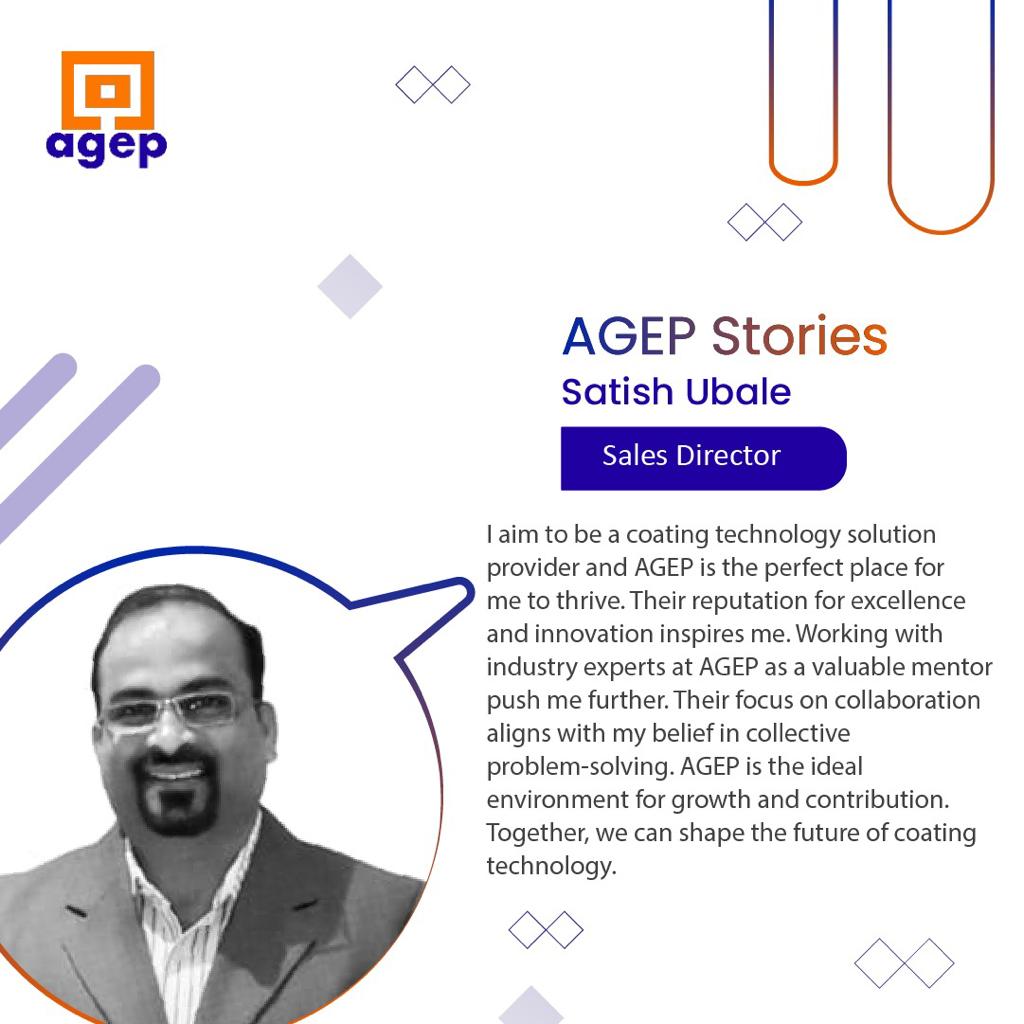 agep
AGEP Stories
Satish Ubale
Sales Director
I aim to be a coating technology solution
provider and AGEP is the perfect place for
me to thrive. Their reputation for excellence
and innovation inspires me. Working with
industry experts at AGEP as a valuable mentor
push me further. Their focus on collaboration
aligns with my belief in collective
problem-solving. AGEP is the ideal
environment for growth and contribution.
Together, we can shape the future of coating
technology.